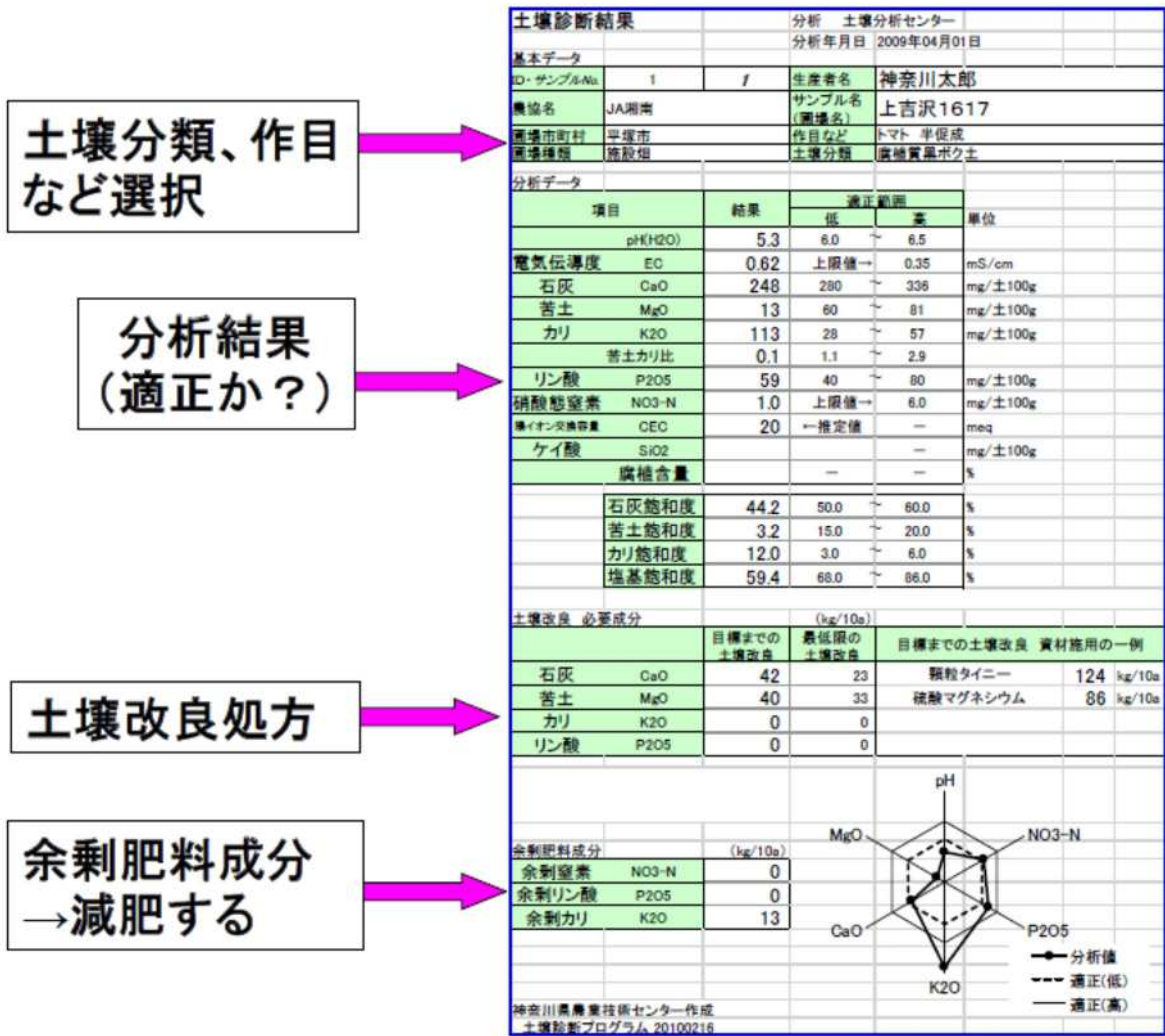 土壌分類、作目
など選択
分析結果
(適正か？)
土壌改良処方
余剰肥料成分
→減肥する
土壌診断結果 分析 土壌分析センター
分析年月日 2009年04月01日
基本データ
ID・サンプルNo. 1 1 生産者名 神奈川太郎
農協名 JA湘南 サンプル名 上吉沢1617
(圃場名)
圃場市町村 平塚市 作目など トマト 半促成
圃場種類 施設畑 土壌分類 腐植質黒ボク土
分析データ
項目 結果 適正範囲
低 高 単位
pH(H2O) 5.3 6.0 ~ 6.5
電気伝導度 EC 0.62 上限値→ 0.35 mS/cm
石灰 CaO 248 280 ~ 336 mg/土100g
苦土 MgO 13 60 ~ 81 mg/土100g
カリ K2O 113 28 ~ 57 mg/土100g
苦土カリ比 0.1 1.1 ~ 2.9
リン酸 P2O5 59 40 ~ 80 mg/土100g
硝酸態窒素 NO3-N 1.0 上限値→ 6.0 mg/土100g
陽イオン交換容量 CEC 20 ←推定値 － meq
ケイ酸 SiO2 － mg/土100g
腐植含量 － － %
石灰飽和度 44.2 50.0 ~ 60.0 %
苦土飽和度 3.2 15.0 ~ 20.0 %
カリ飽和度 12.0 3.0 ~ 6.0 %
塩基飽和度 59.4 68.0 ~ 86.0 %
土壌改良 必要成分 (kg/10a)
目標までの 最低限の 目標までの土壌改良 資材施用の一例
土壌改良 土壌改良
石灰 CaO 42 23 顆粒タイニー 124 kg/10a
苦土 MgO 40 33 硫酸マグネシウム 86 kg/10a
カリ K2O 0 0
リン酸 P2O5 0 0
pH
MgO NO3-N
余剰肥料成分 (kg/10a)
余剰窒素 NO3-N 0
余剰リン酸 P2O5 0
余剰カリ K2O 13
CaO P2O5
K2O
分析値
適正(低)
適正(高)
神奈川県農業技術センター作成
土壌診断プログラム 20100216